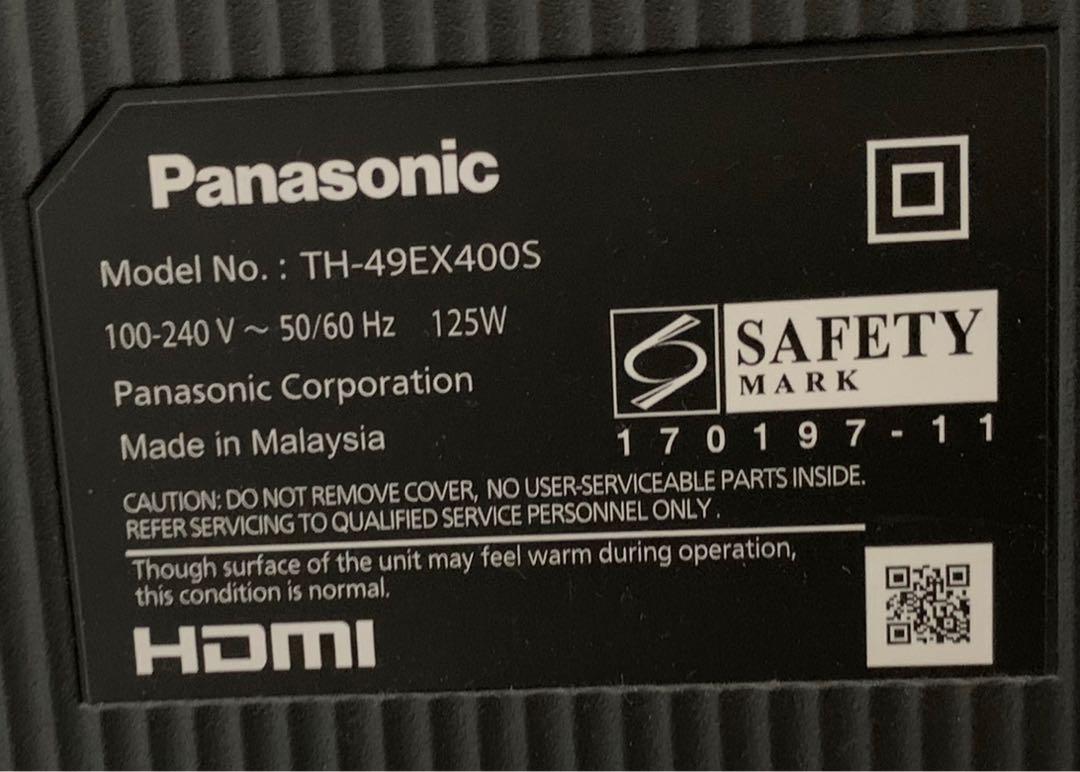 Panasonic
Model No. : TH-49EX400S
100-240 V ~ 50/60 Hz 125W
Panasonic Corporation
Made in Malaysia
SAFETY
MARK
170197-11
CAUTION: DO NOT REMOVE COVER, NO USER-SERVICEABLE PARTS INSIDE.
REFER SERVICING TO QUALIFIED SERVICE PERSONNEL ONLY.
Though surface of the unit may feel warm during operation,
this condition is normal.
HDMI